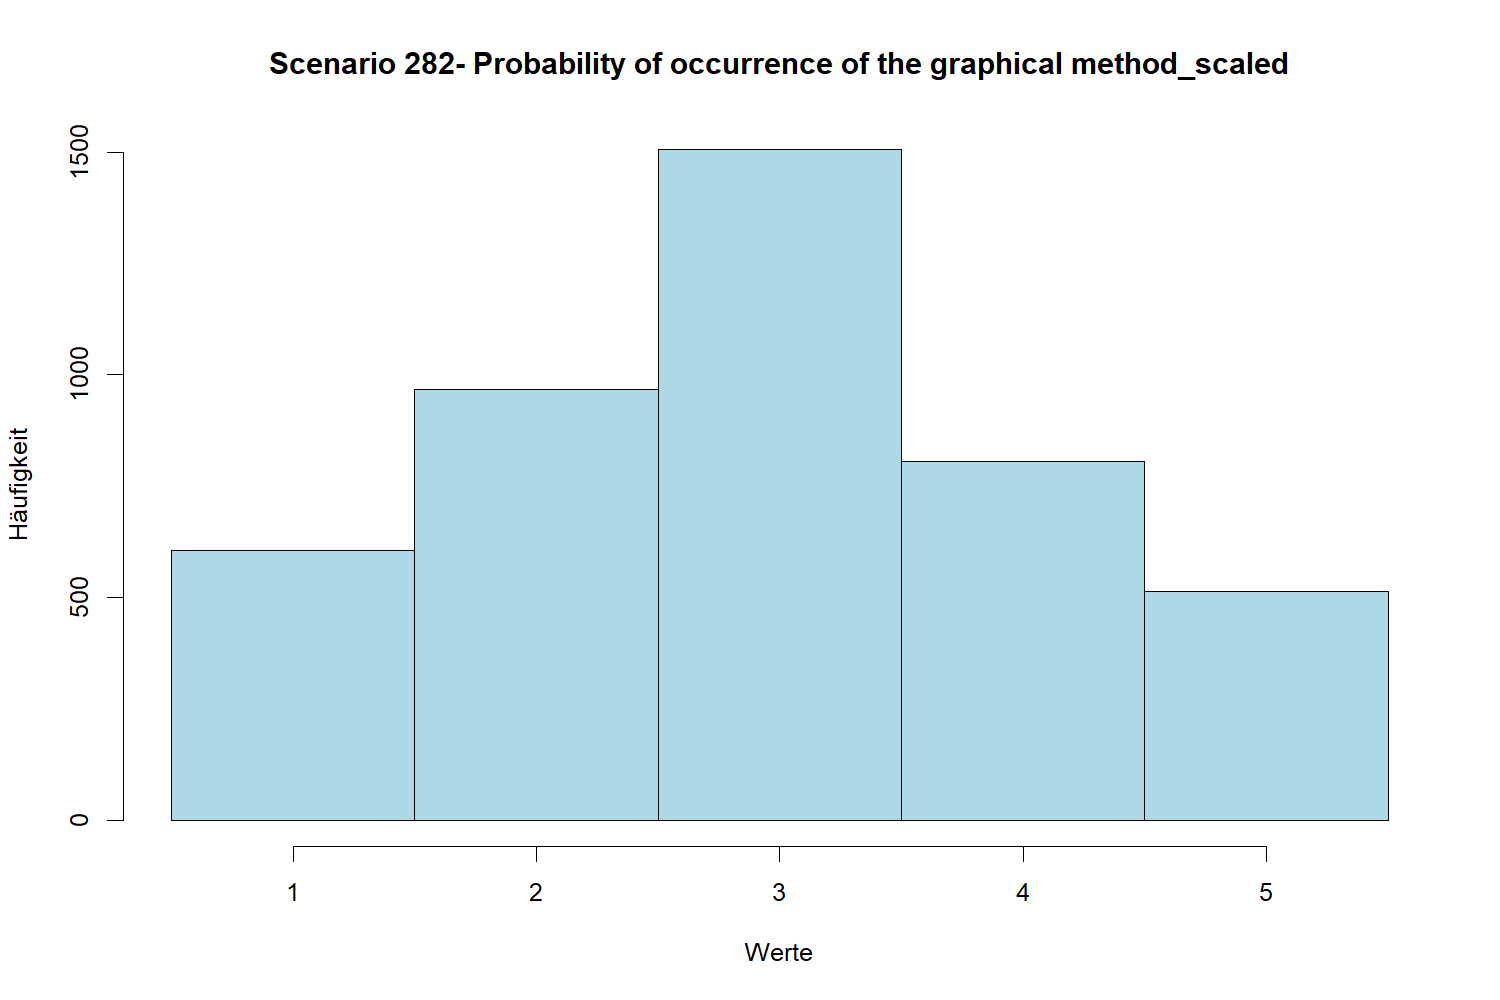 Scenario 282- Probability of occurrence of the graphical method_scaled
1500
1000
500
0
Häufigkeit
1 2 3 4 5
Werte